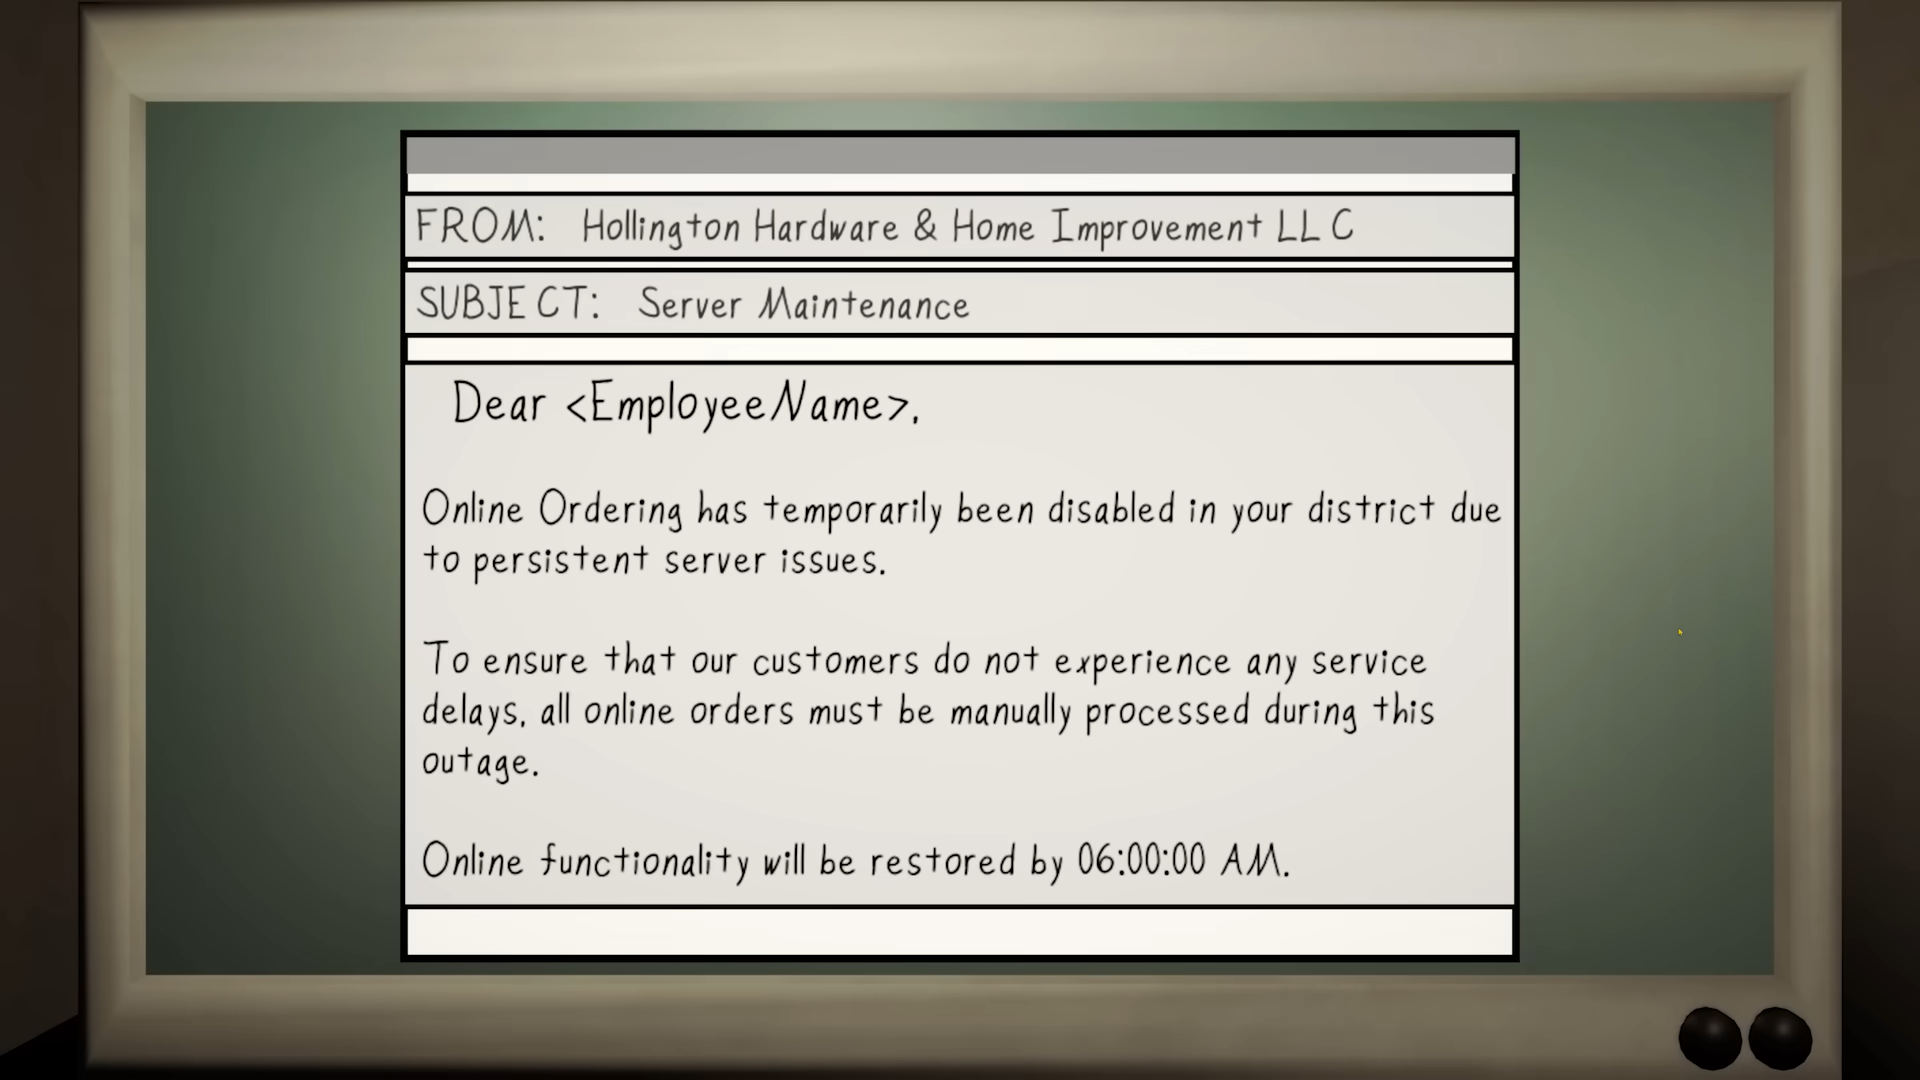 FROM: Hollington Hardware & Home Improvement LLC
SUBJECT: Server Maintenance
Dear <EmployeeName>,
Online Ordering has temporarily been disabled in your district due
to persistent server issues.
To ensure that our customers do not experience any service
delays, all online orders must be manually processed during this
outage.
Online functionality will be restored by 06:00:00 AM.